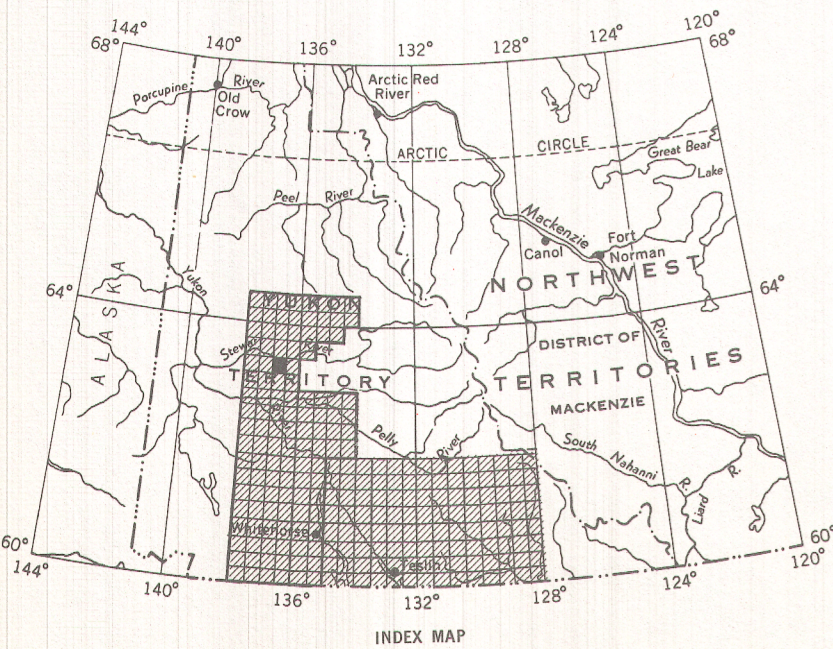 144°
68°
140°
136°
132°
128°
124°
120°
68°
Porcupine River
Old
Crow
Arctic Red
River
ARCTIC CIRCLE
Great Bear
Lake
Peel River
Mackenzie
Canol
Fort
Norman
River
NORTHWEST
64°
64°
ALASKA
Yukon
YUKON
Stewart River
TERRITORY
DISTRICT OF
TERRITORIES
MACKENZIE
Pelly River
South Nahanni R.
Liard R.
Whitehorse
Teslin
60°
144°
140°
136°
132°
128°
124°
60°
120°
INDEX MAP